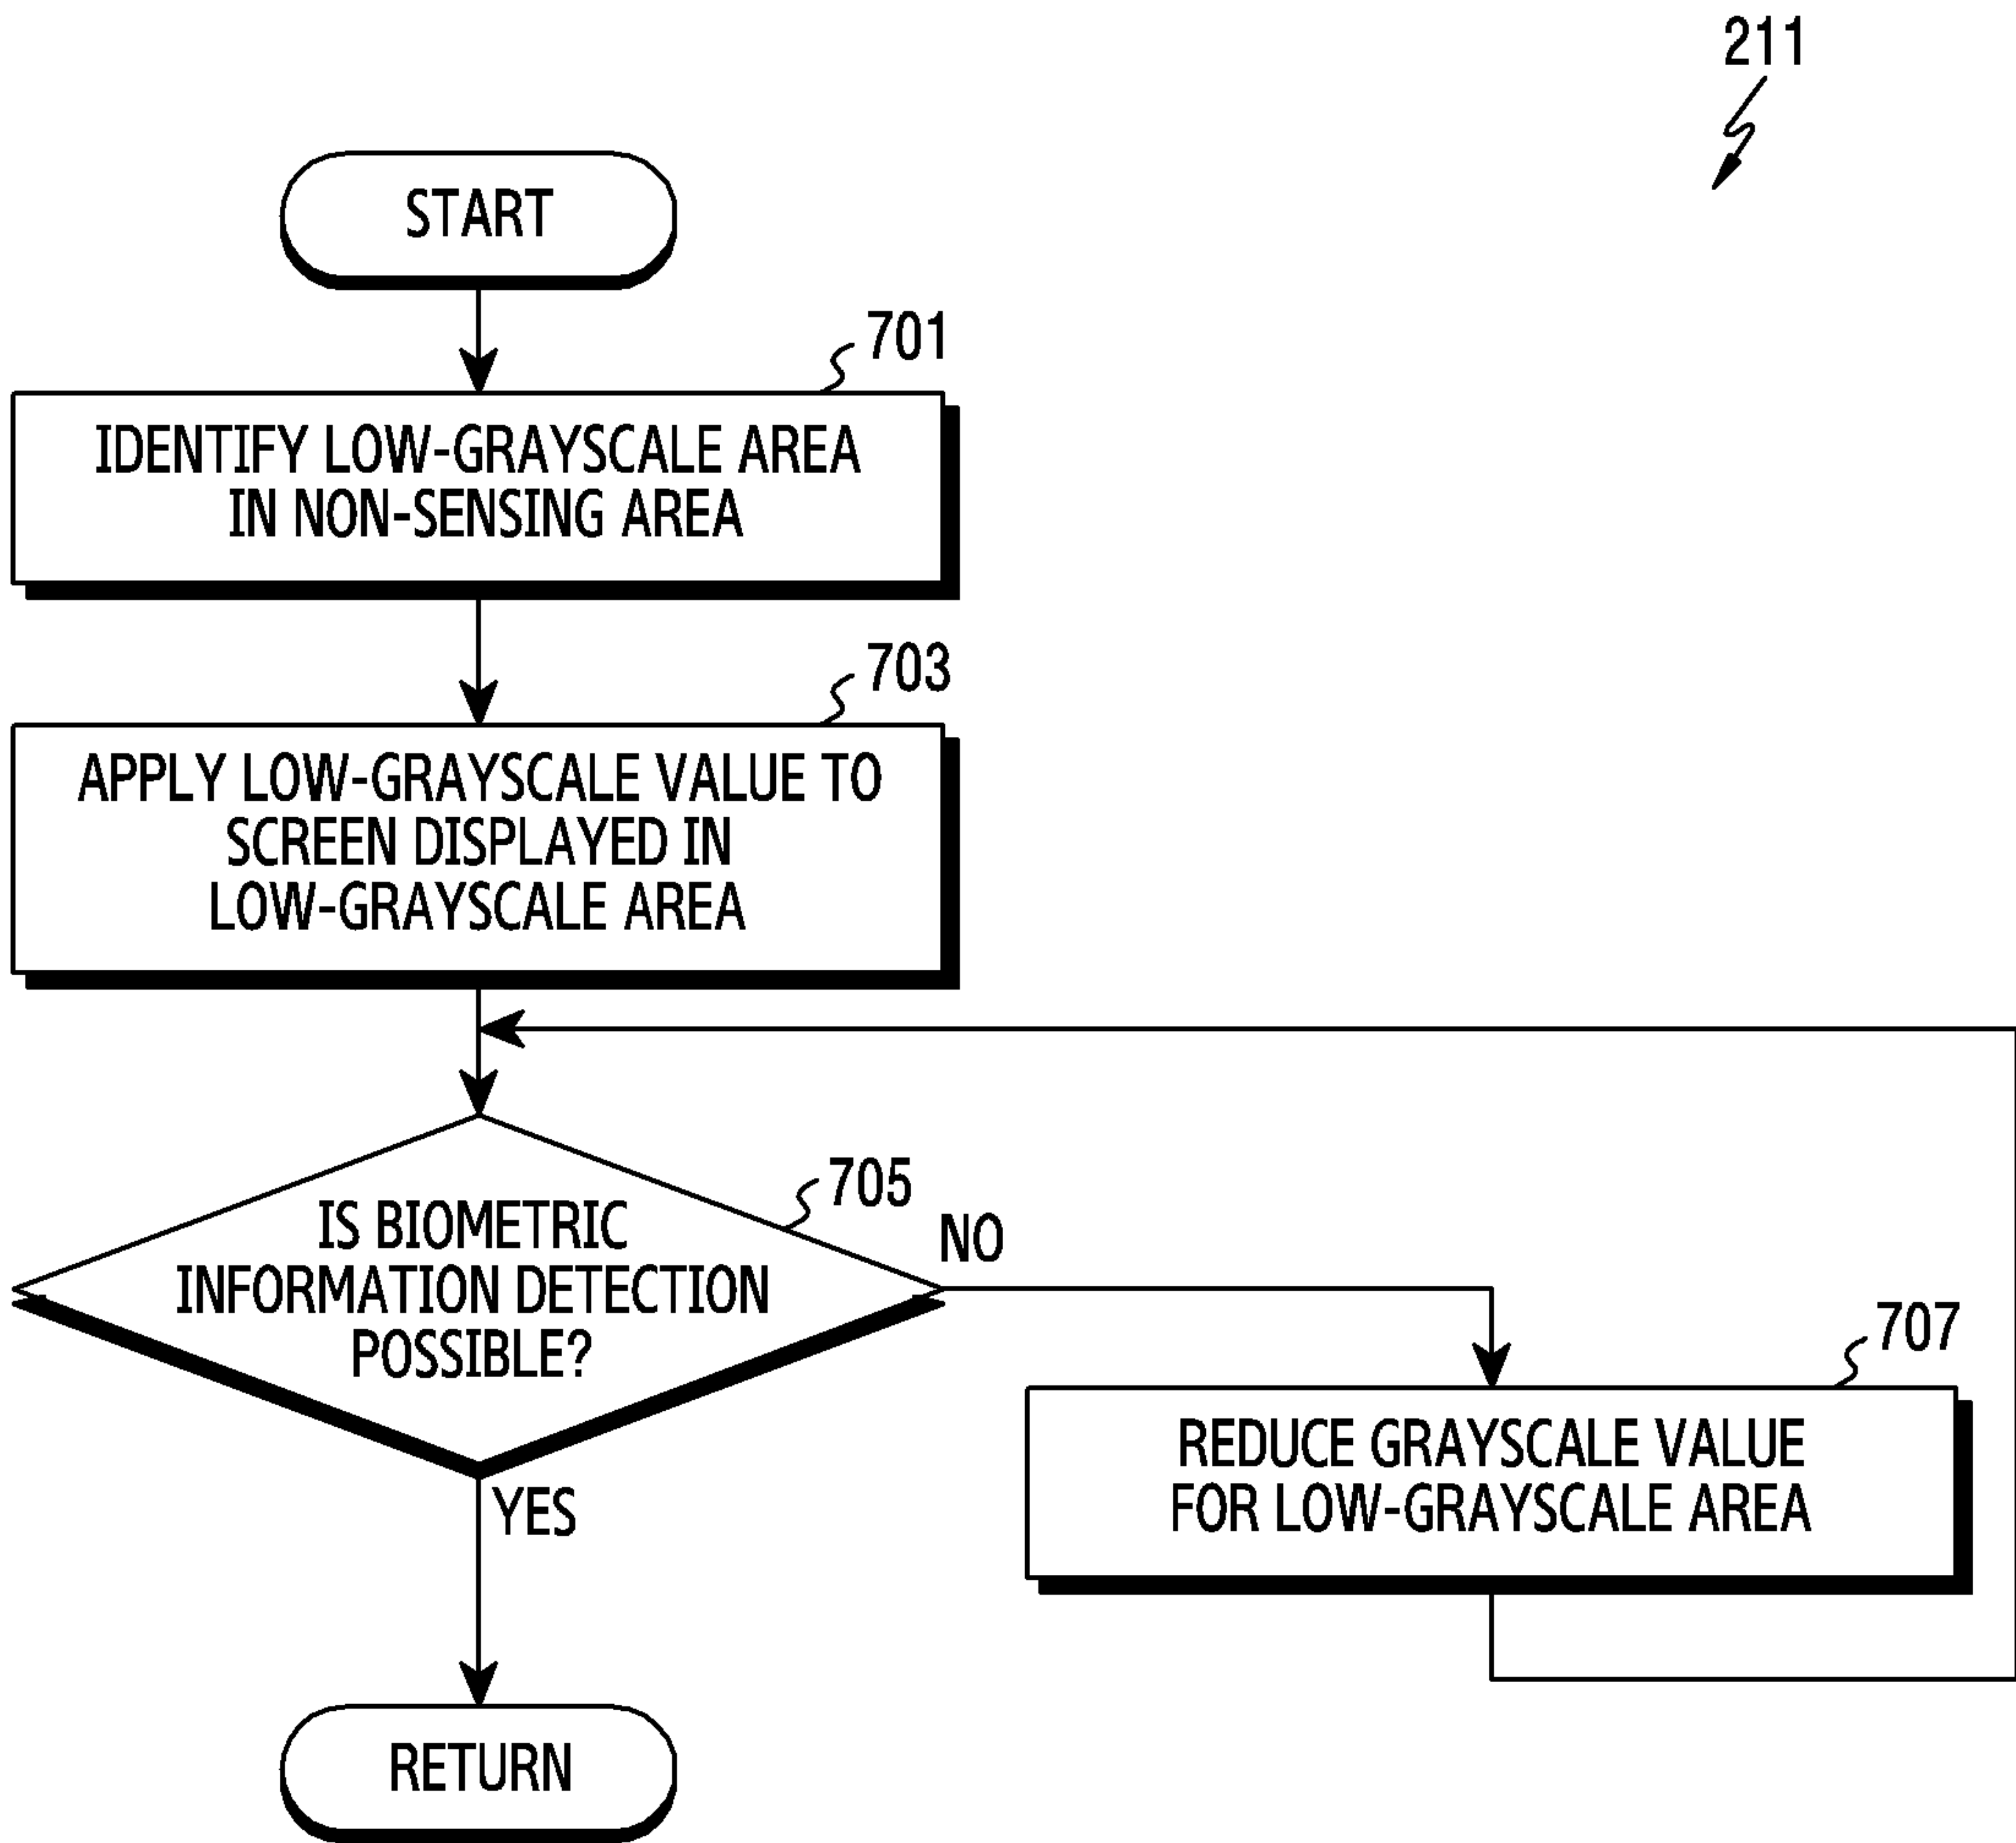 211
START
701
IDENTIFY LOW-GRAYSCALE AREA
IN NON-SENSING AREA
703
APPLY LOW-GRAYSCALE VALUE TO
SCREEN DISPLAYED IN
LOW-GRAYSCALE AREA
705
IS BIOMETRIC
INFORMATION DETECTION
POSSIBLE?
NO
707
REDUCE GRAYSCALE VALUE
FOR LOW-GRAYSCALE AREA
YES
RETURN